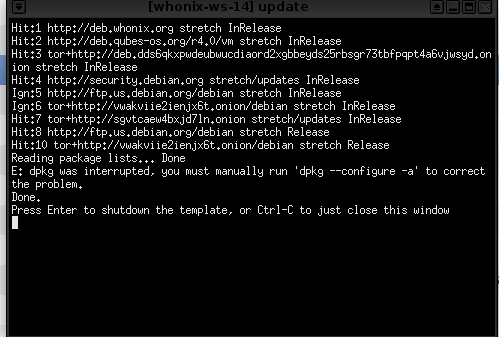 [whonix-ws-14] update
Hit:1 http://deb.whonix.org stretch InRelease
Hit:2 http://deb.qubes-os.org/r4.0/vm stretch InRelease
Hit:3 tor+http://deb.dds6qkxpwdeubwucdiaord2xgbbeyds25rbsgr73tbfpqpt4a6vjwsyd.on
ion stretch InRelease
Hit:4 http://security.debian.org stretch/updates InRelease
Ign:5 http://ftp.us.debian.org/debian stretch InRelease
Ign:6 tor+http://vwakviie2ienjx6t.onion/debian stretch InRelease
Hit:7 tor+http://sgvtcaew4bxjd7ln.onion stretch/updates InRelease
Hit:8 http://ftp.us.debian.org/debian stretch Release
Hit:10 tor+http://vwakviie2ienjx6t.onion/debian stretch Release
Reading package lists... Done
E: dpkg was interrupted, you must manually run 'dpkg --configure -a' to correct
the problem.
Done.
Press Enter to shutdown the template, or Ctrl-C to just close this window